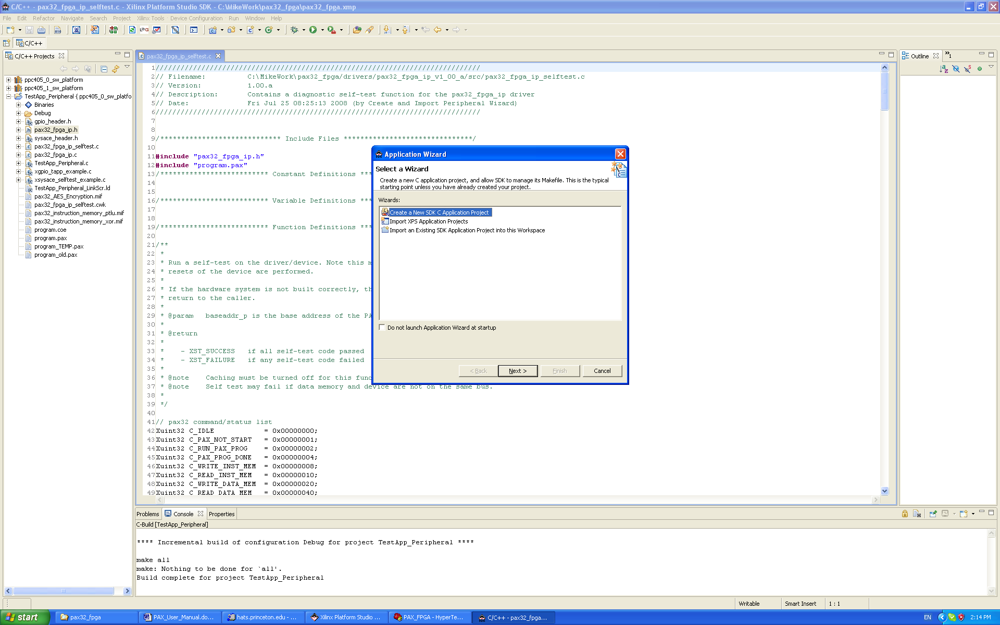 C/C++ - pax32_fpga_ip_selftest.c - Xilinx Platform Studio SDK - C:\MikeWork\pax32_fpga\pax32_fpga.xmp
File Edit Refactor Navigate Search Project Xilinx Tools Device Configuration Run Window Help
C/C++
C/C++ Projects
ppc405_0_sw_platform
ppc405_1_sw_platform
TestApp_Peripheral { ppc405_0_sw_platfo
Binaries
Debug
gpio_header.h
pax32_fpga_ip.h
sysace_header.h
pax32_fpga_ip_selftest.c
pax32_fpga_ip.c
TestApp_Peripheral.c
xgpio_tapp_example.c
xsysace_selftest_example.c
TestApp_Peripheral_LinkScr.ld
pax32_AES_Encryption.mif
pax32_fpga_ip_selftest.cwk
pax32_instruction_memory_ptlu.mif
pax32_instruction_memory_xor.mif
program.coe
program.pax
program_TEMP.pax
program_old.pax
pax32_fpga_ip_selftest.c
1 //////////////////////////////////////////////////////////////////////////////
2 // Filename: C:\MikeWork\pax32_fpga/drivers/pax32_fpga_ip_v1_00_a/src/pax32_fpga_ip_selftest.c
3 // Version: 1.00.a
4 // Description: Contains a diagnostic self-test function for the pax32_fpga_ip driver
5 // Date: Fri Jul 25 08:25:13 2008 (by Create and Import Peripheral Wizard)
6 //////////////////////////////////////////////////////////////////////////////
7
8
9 /***************************** Include Files *******************************/
10
11 #include "pax32_fpga_ip.h"
12 #include "program.pax"
13 /************************** Constant Definitions ***
14
15
16 /************************** Variable Definitions ***
17
18
19 /************************** Function Definitions ***
20
21 /**
22 *
23 * Run a self-test on the driver/device. Note this m
24 * resets of the device are performed.
25 *
26 * If the hardware system is not built correctly, th
27 * return to the caller.
28 *
29 * @param baseaddr_p is the base address of the PA
30 *
31 * @return
32 *
33 * - XST_SUCCESS if all self-test code passed
34 * - XST_FAILURE if any self-test code failed
35 *
36 * @note Caching must be turned off for this func
37 * @note Self test may fail if data memory and device are not on the same bus.
38 *
39 */
40
41 // pax32 command/status list
42 Xuint32 C_IDLE = 0x00000000;
43 Xuint32 C_PAX_NOT_START = 0x00000001;
44 Xuint32 C_RUN_PAX_PROG = 0x00000002;
45 Xuint32 C_PAX_PROG_DONE = 0x00000004;
46 Xuint32 C_WRITE_INST_MEM = 0x00000008;
47 Xuint32 C_READ_INST_MEM = 0x00000010;
48 Xuint32 C_WRITE_DATA_MEM = 0x00000020;
49 Xuint32 C_READ_DATA_MEM = 0x00000040;
Application Wizard
Select a Wizard
Create a new C application project, and allow SDK to manage its Makefile. This is the typical
starting point unless you have already created your project.
Wizards:
Create a New SDK C Application Project
Import XPS Application Projects
Import an Existing SDK Application Project into this Workspace
Do not launch Application Wizard at startup
< Back Next > Finish Cancel
Outline
1
Problems Console Properties
C-Build [TestApp_Peripheral]
**** Incremental build of configuration Debug for project TestApp_Peripheral ****
make all
make: Nothing to be done for `all'.
Build complete for project TestApp_Peripheral
Writable Smart Insert 1 : 1
start pax32_fpga PAX_User_Manual.do... hats.princeton.edu - ... Xilinx Platform Studio ... PAX_FPGA - HyperTe... C/C++ - pax32_fpga... EN 2:14 PM